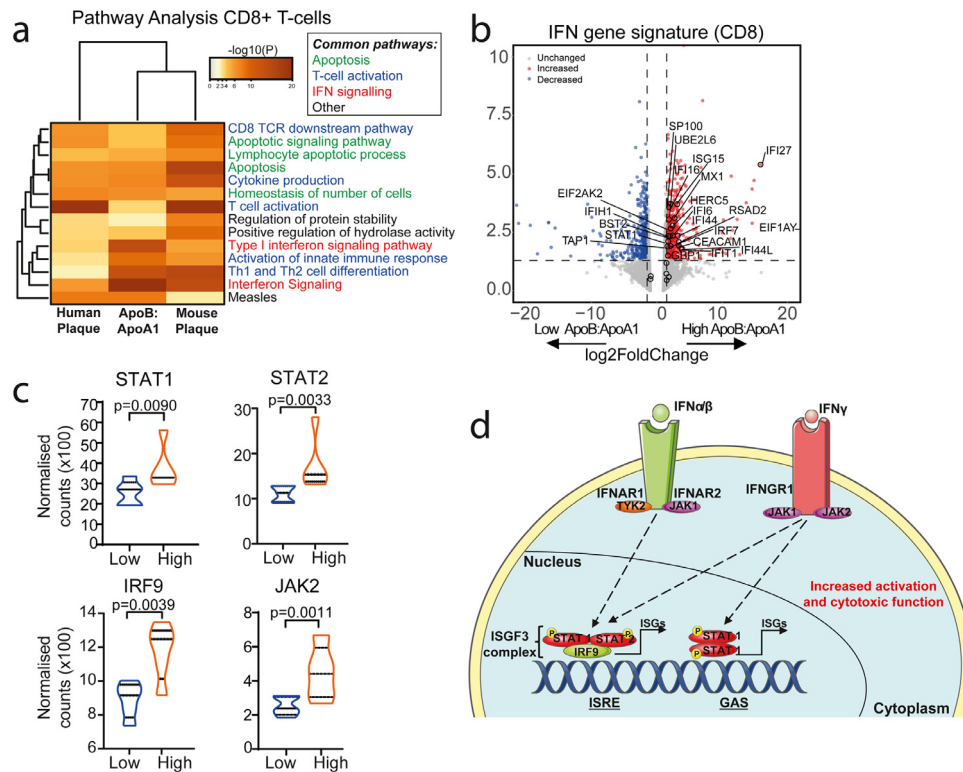 a
Pathway Analysis CD8+ T-cells
-log10(P)
0 2 3 4 6 10 20
Common pathways:
Apoptosis
T-cell activation
IFN signalling
Other
CD8 TCR downstream pathway
Apoptotic signaling pathway
Lymphocyte apoptotic process
Apoptosis
Cytokine production
Homeostasis of number of cells
T cell activation
Regulation of protein stability
Positive regulation of hydrolase activity
Type I interferon signaling pathway
Activation of innate immune response
Th1 and Th2 cell differentiation
Interferon Signaling
Measles
Human Plaque
ApoB: ApoA1
Mouse Plaque
b
IFN gene signature (CD8)
Unchanged
Increased
Decreased
10
7.5
5.0
2.5
0.0
SP100
UBE2L6
ISG15
IFI16
MX1
IFI27
EIF2AK2
HERC5
IFI6
IFIH1
IFI44
RSAD2
BST2
IRF7
EIF1AY
STAT1
CEACAM1
TAP1
GBP1
IFIT1
IFI44L
−20 −10 0 10 20
Low ApoB:ApoA1
High ApoB:ApoA1
log2FoldChange
c
STAT1
p=0.0090
Normalised counts (x100)
70
60
50
40
30
20
10
Low High
STAT2
p=0.0033
30
20
10
0
Low High
IRF9
p=0.0039
Normalised counts (x100)
14
12
10
8
6
Low High
JAK2
p=0.0011
8
6
4
2
0
Low High
d
IFNα/β
IFNγ
IFNAR1
IFNAR2
TYK2
JAK1
IFNGR1
JAK1
JAK2
Nucleus
Increased activation
and cytotoxic function
ISGF3
complex
P
STAT 1
STAT 2
P
IRF9
ISGs
P
STAT 1
P
STAT 1
ISGs
ISRE
GAS
Cytoplasm